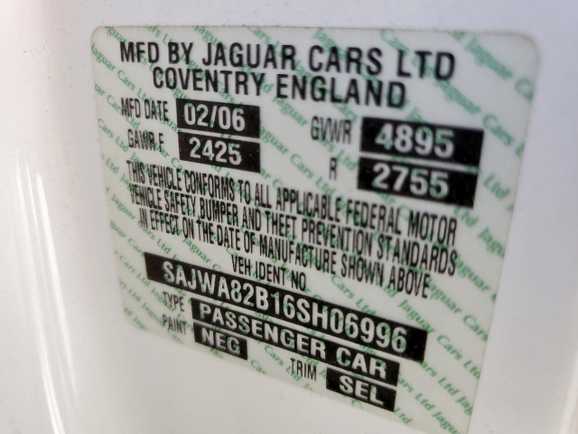 MFD BY JAGUAR CARS LTD
COVENTRY ENGLAND
MFD DATE 02/06 GVWR 4895
GAWR F 2425 R 2755
THIS VEHICLE CONFORMS TO ALL APPLICABLE FEDERAL MOTOR
VEHICLE SAFETY BUMPER AND THEFT PREVENTION STANDARDS
IN EFFECT ON THE DATE OF MANUFACTURE SHOWN ABOVE
VEH IDENT NO
SAJWA82B16SH06996
TYPE PASSENGER CAR
PAINT NEG TRIM SEL